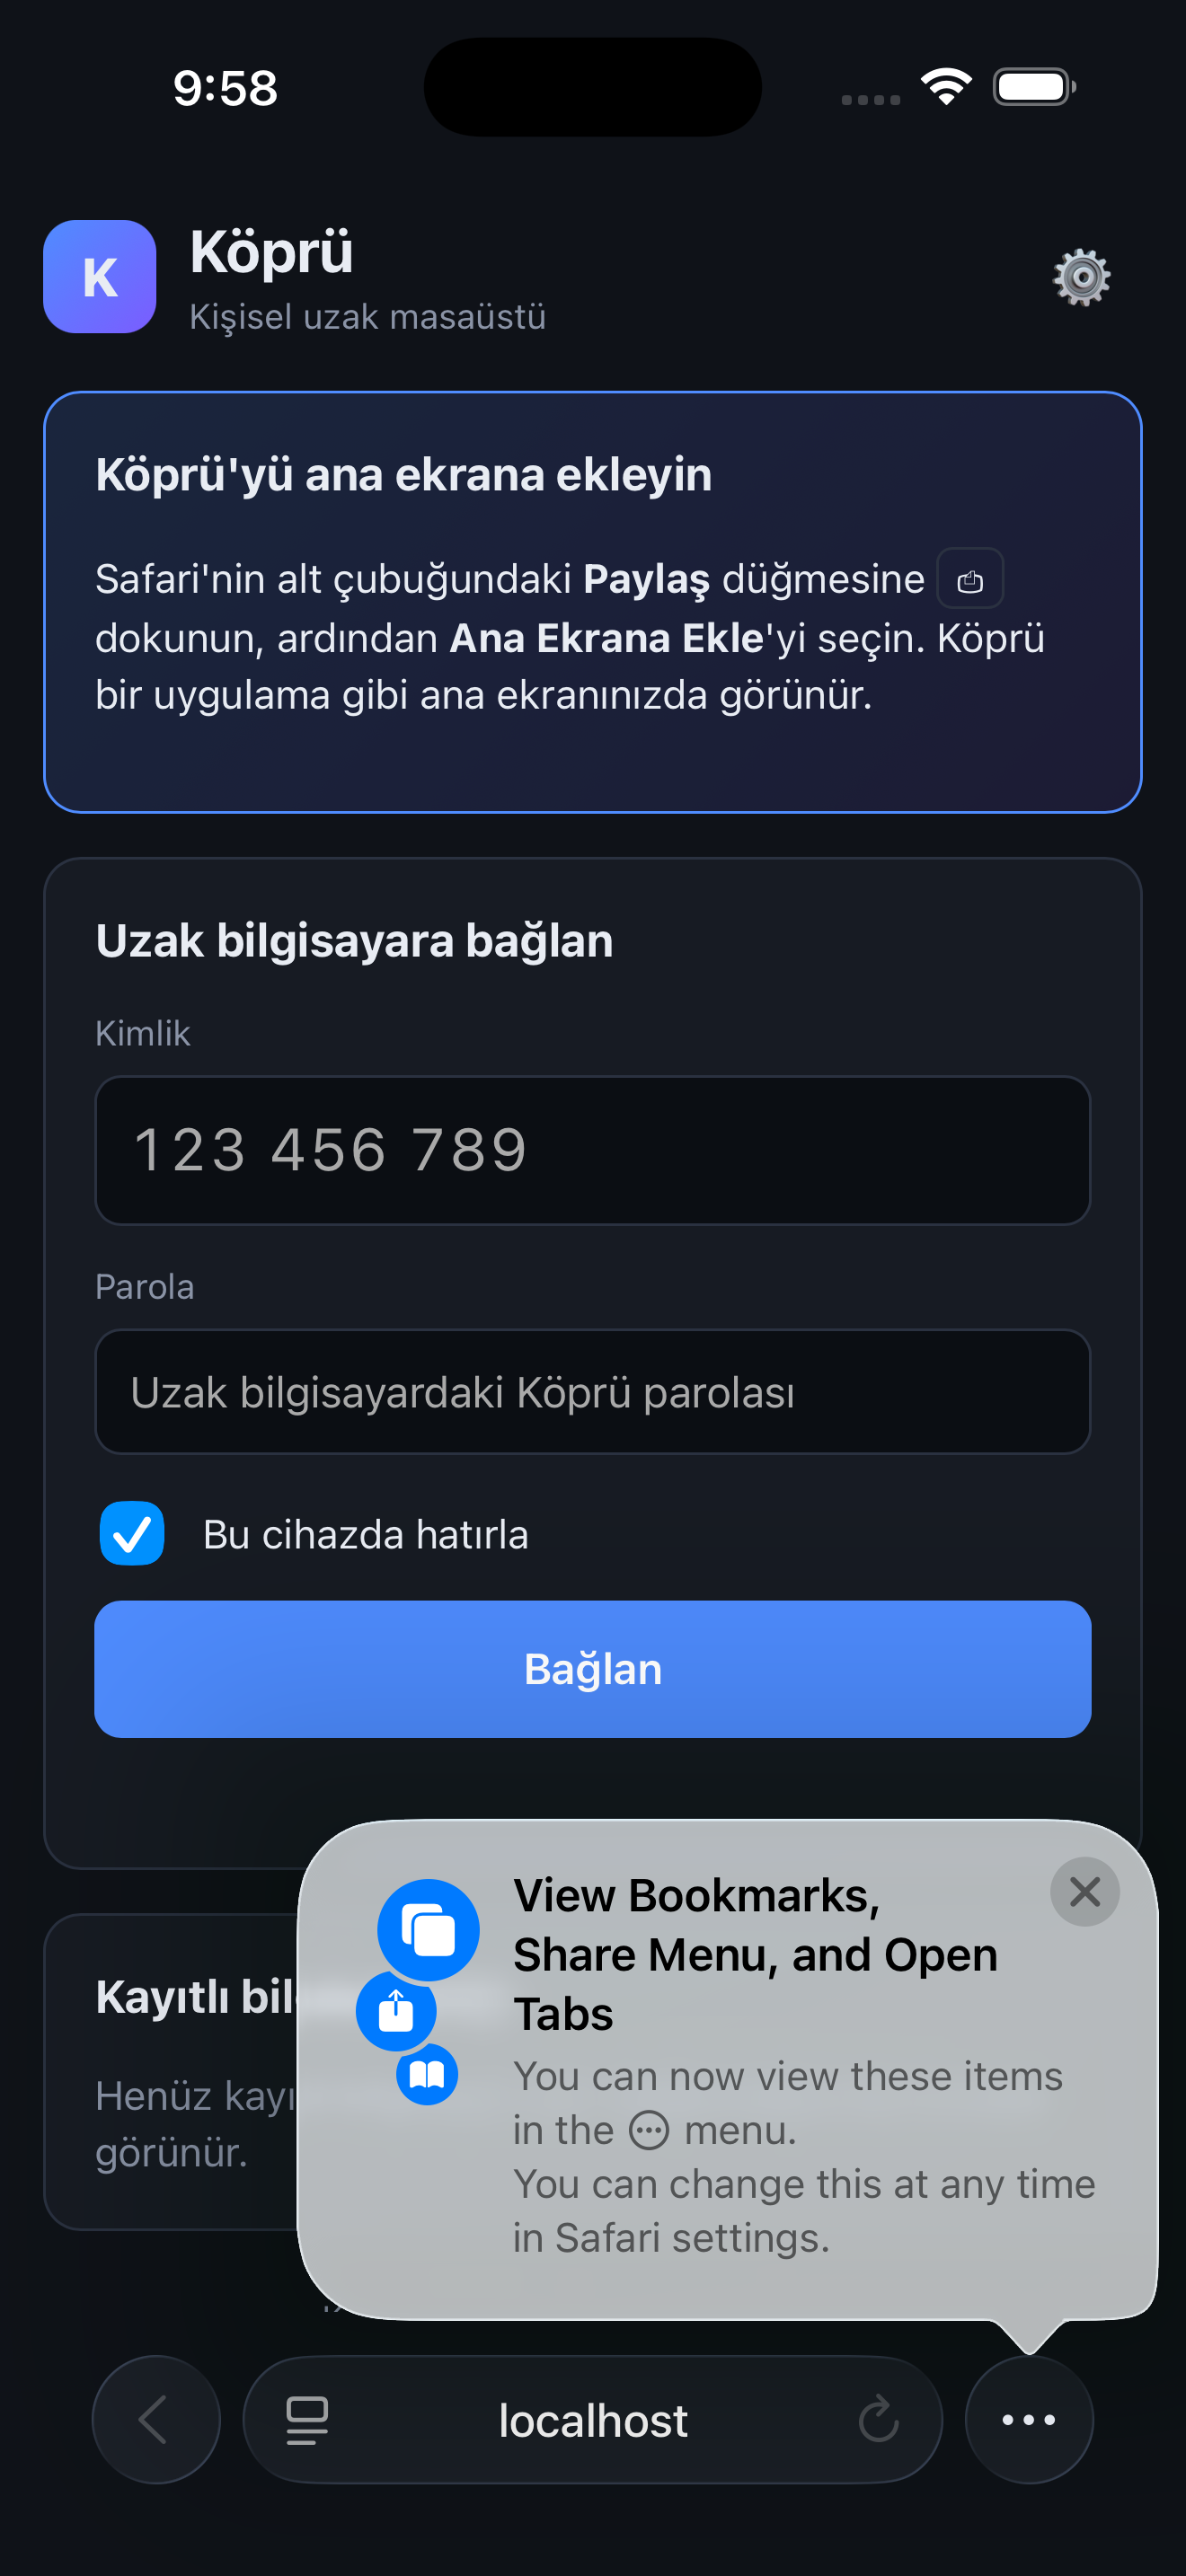 9:58
K
Köprü
Kişisel uzak masaüstü
Köprü'yü ana ekrana ekleyin
Safari'nin alt çubuğundaki Paylaş düğmesine
dokunun, ardından Ana Ekrana Ekle'yi seçin. Köprü
bir uygulama gibi ana ekranınızda görünür.
Uzak bilgisayara bağlan
Kimlik
123 456 789
Parola
Uzak bilgisayardaki Köprü parolası
Bu cihazda hatırla
Bağlan
View Bookmarks,
Share Menu, and Open
Tabs
You can now view these items
in the menu.
You can change this at any time
in Safari settings.
Kayıtlı
Henüz
görünür.
localhost